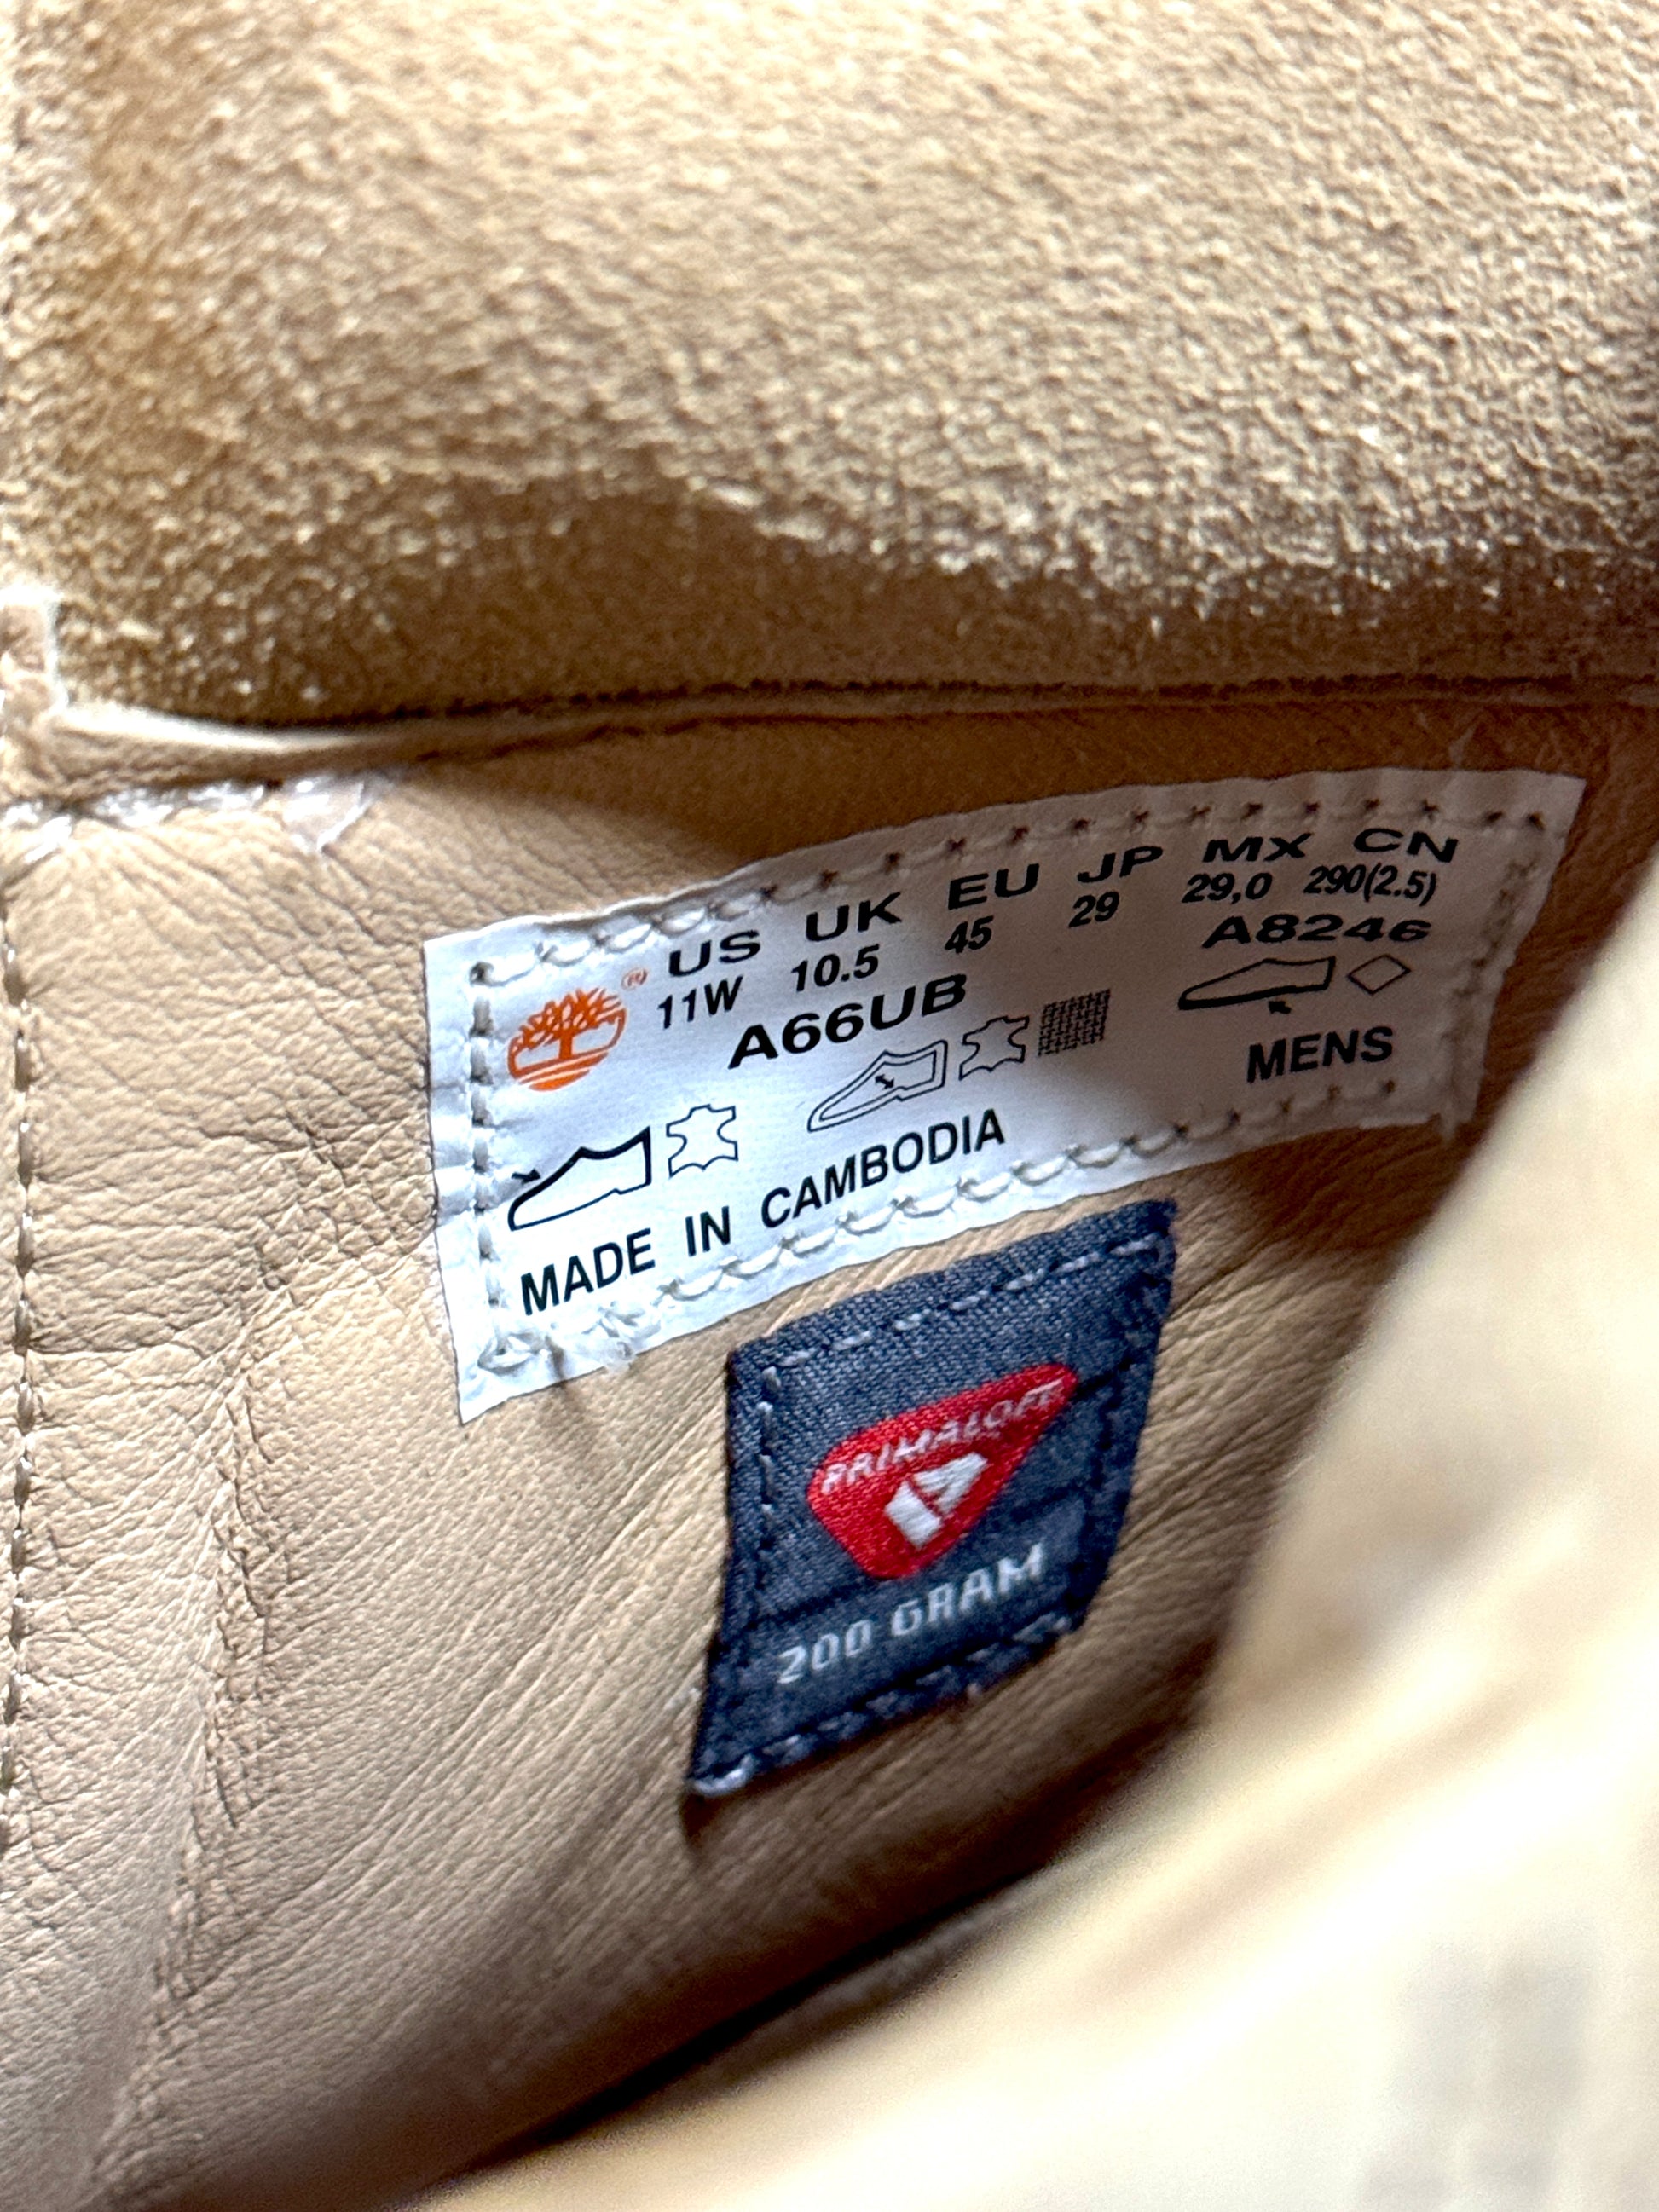 US UK EU JP MX CN
11W 10.5 45 29 29,0 290(2.5)
A66UB A8246
MENS
MADE IN CAMBODIA
PRIMALOFT
200 GRAM